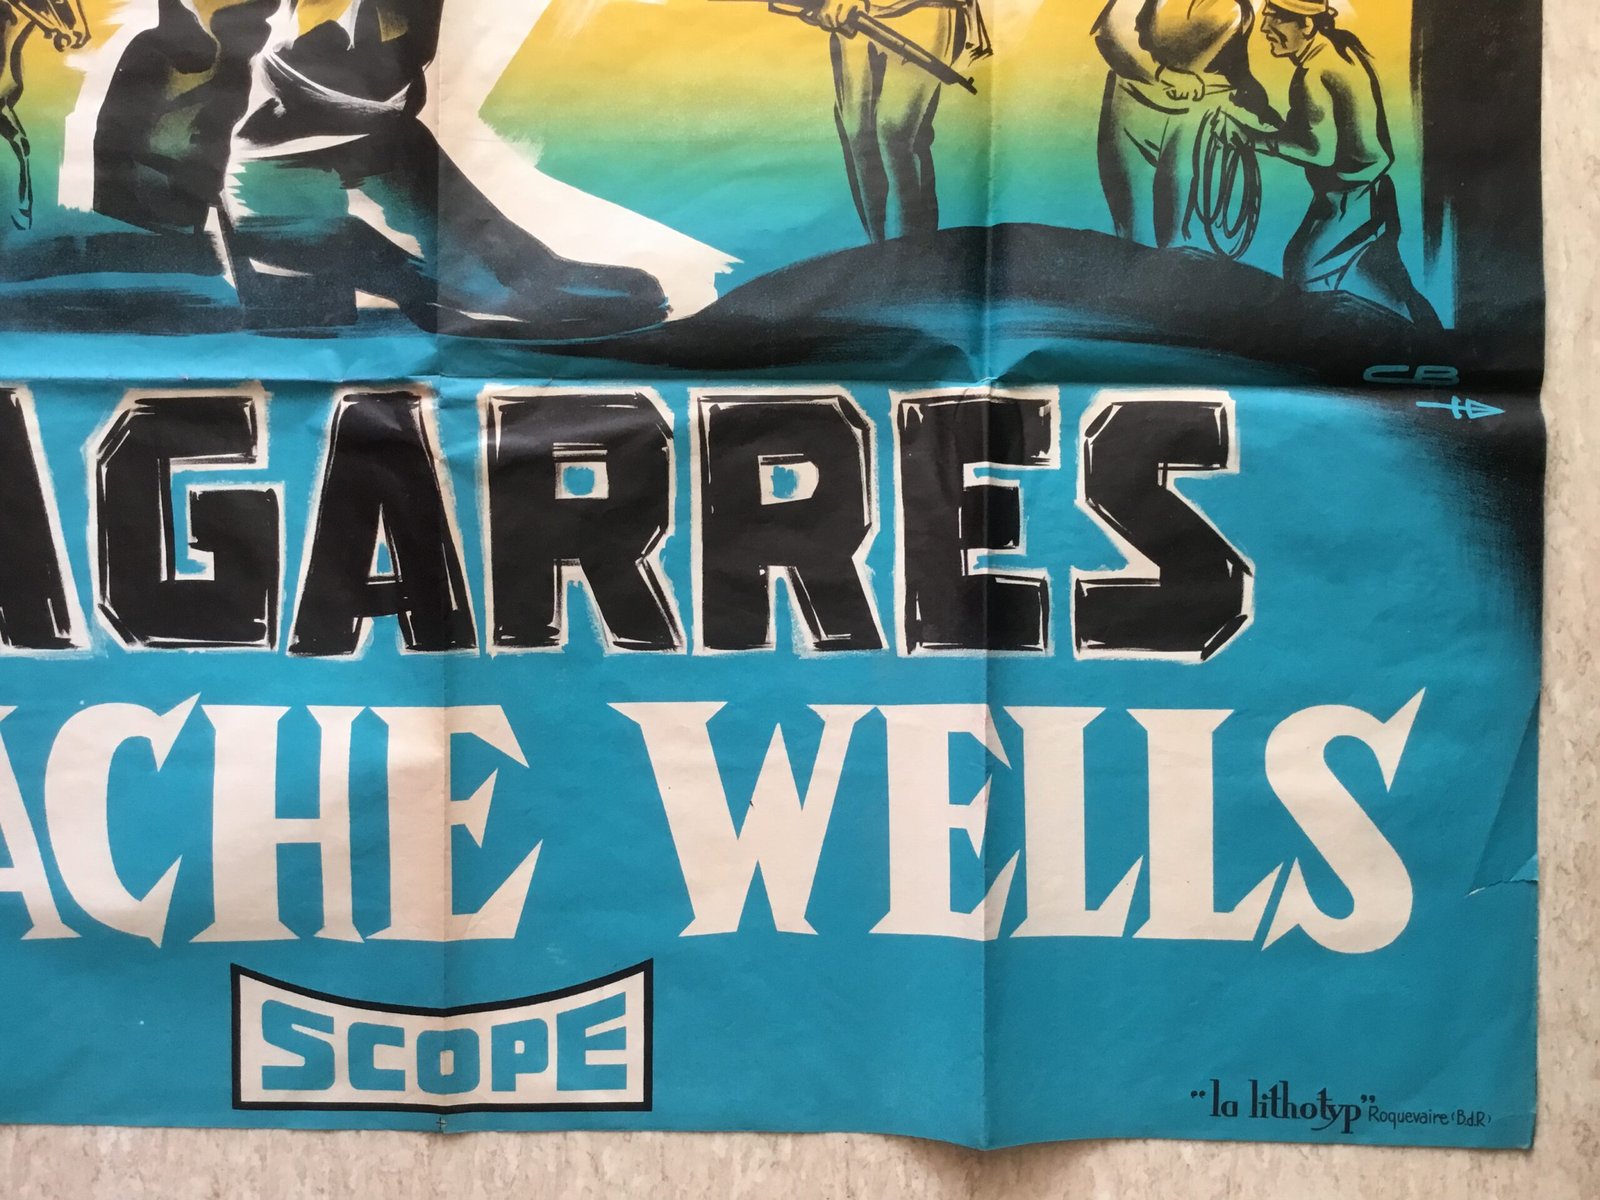 CB
AGARRES
ACHE WELLS
SCOPE
"la lithotyp" Roquevaire (B.d.R)